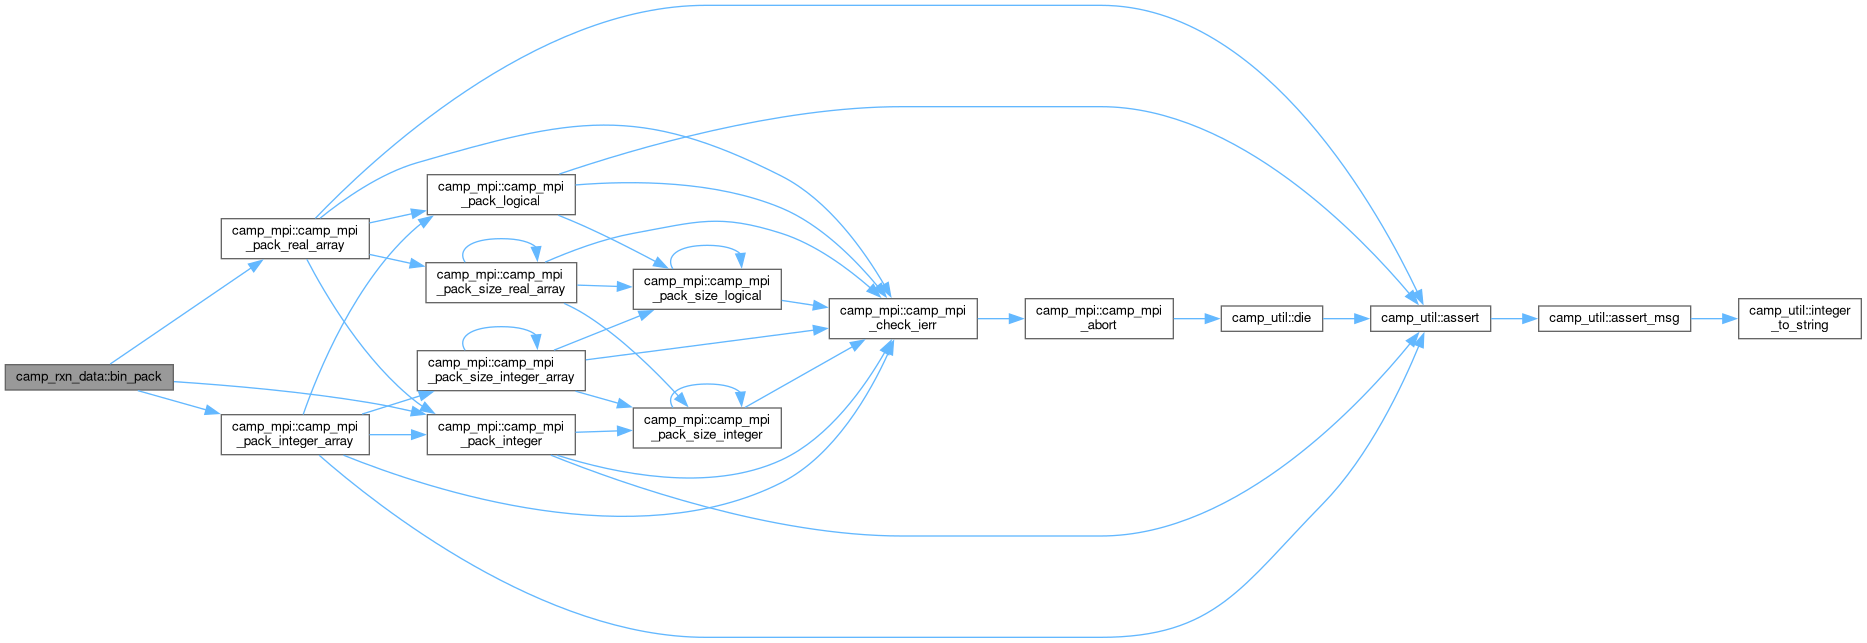 camp_rxn_data::bin_pack
camp_mpi::camp_mpi
_pack_real_array
camp_mpi::camp_mpi
_pack_integer_array
camp_mpi::camp_mpi
_pack_logical
camp_mpi::camp_mpi
_pack_size_real_array
camp_mpi::camp_mpi
_pack_size_integer_array
camp_mpi::camp_mpi
_pack_integer
camp_mpi::camp_mpi
_pack_size_logical
camp_mpi::camp_mpi
_pack_size_integer
camp_mpi::camp_mpi
_check_ierr
camp_mpi::camp_mpi
_abort
camp_util::die
camp_util::assert
camp_util::assert_msg
camp_util::integer
_to_string